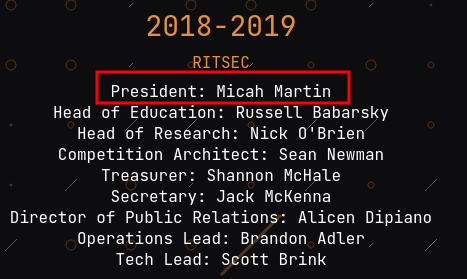 2018-2019
RITSEC
President: Micah Martin
Head of Education: Russell Babarsky
Head of Research: Nick O'Brien
Competition Architect: Sean Newman
Treasurer: Shannon McHale
Secretary: Jack McKenna
Director of Public Relations: Alicen Dipiano
Operations Lead: Brandon Adler
Tech Lead: Scott Brink